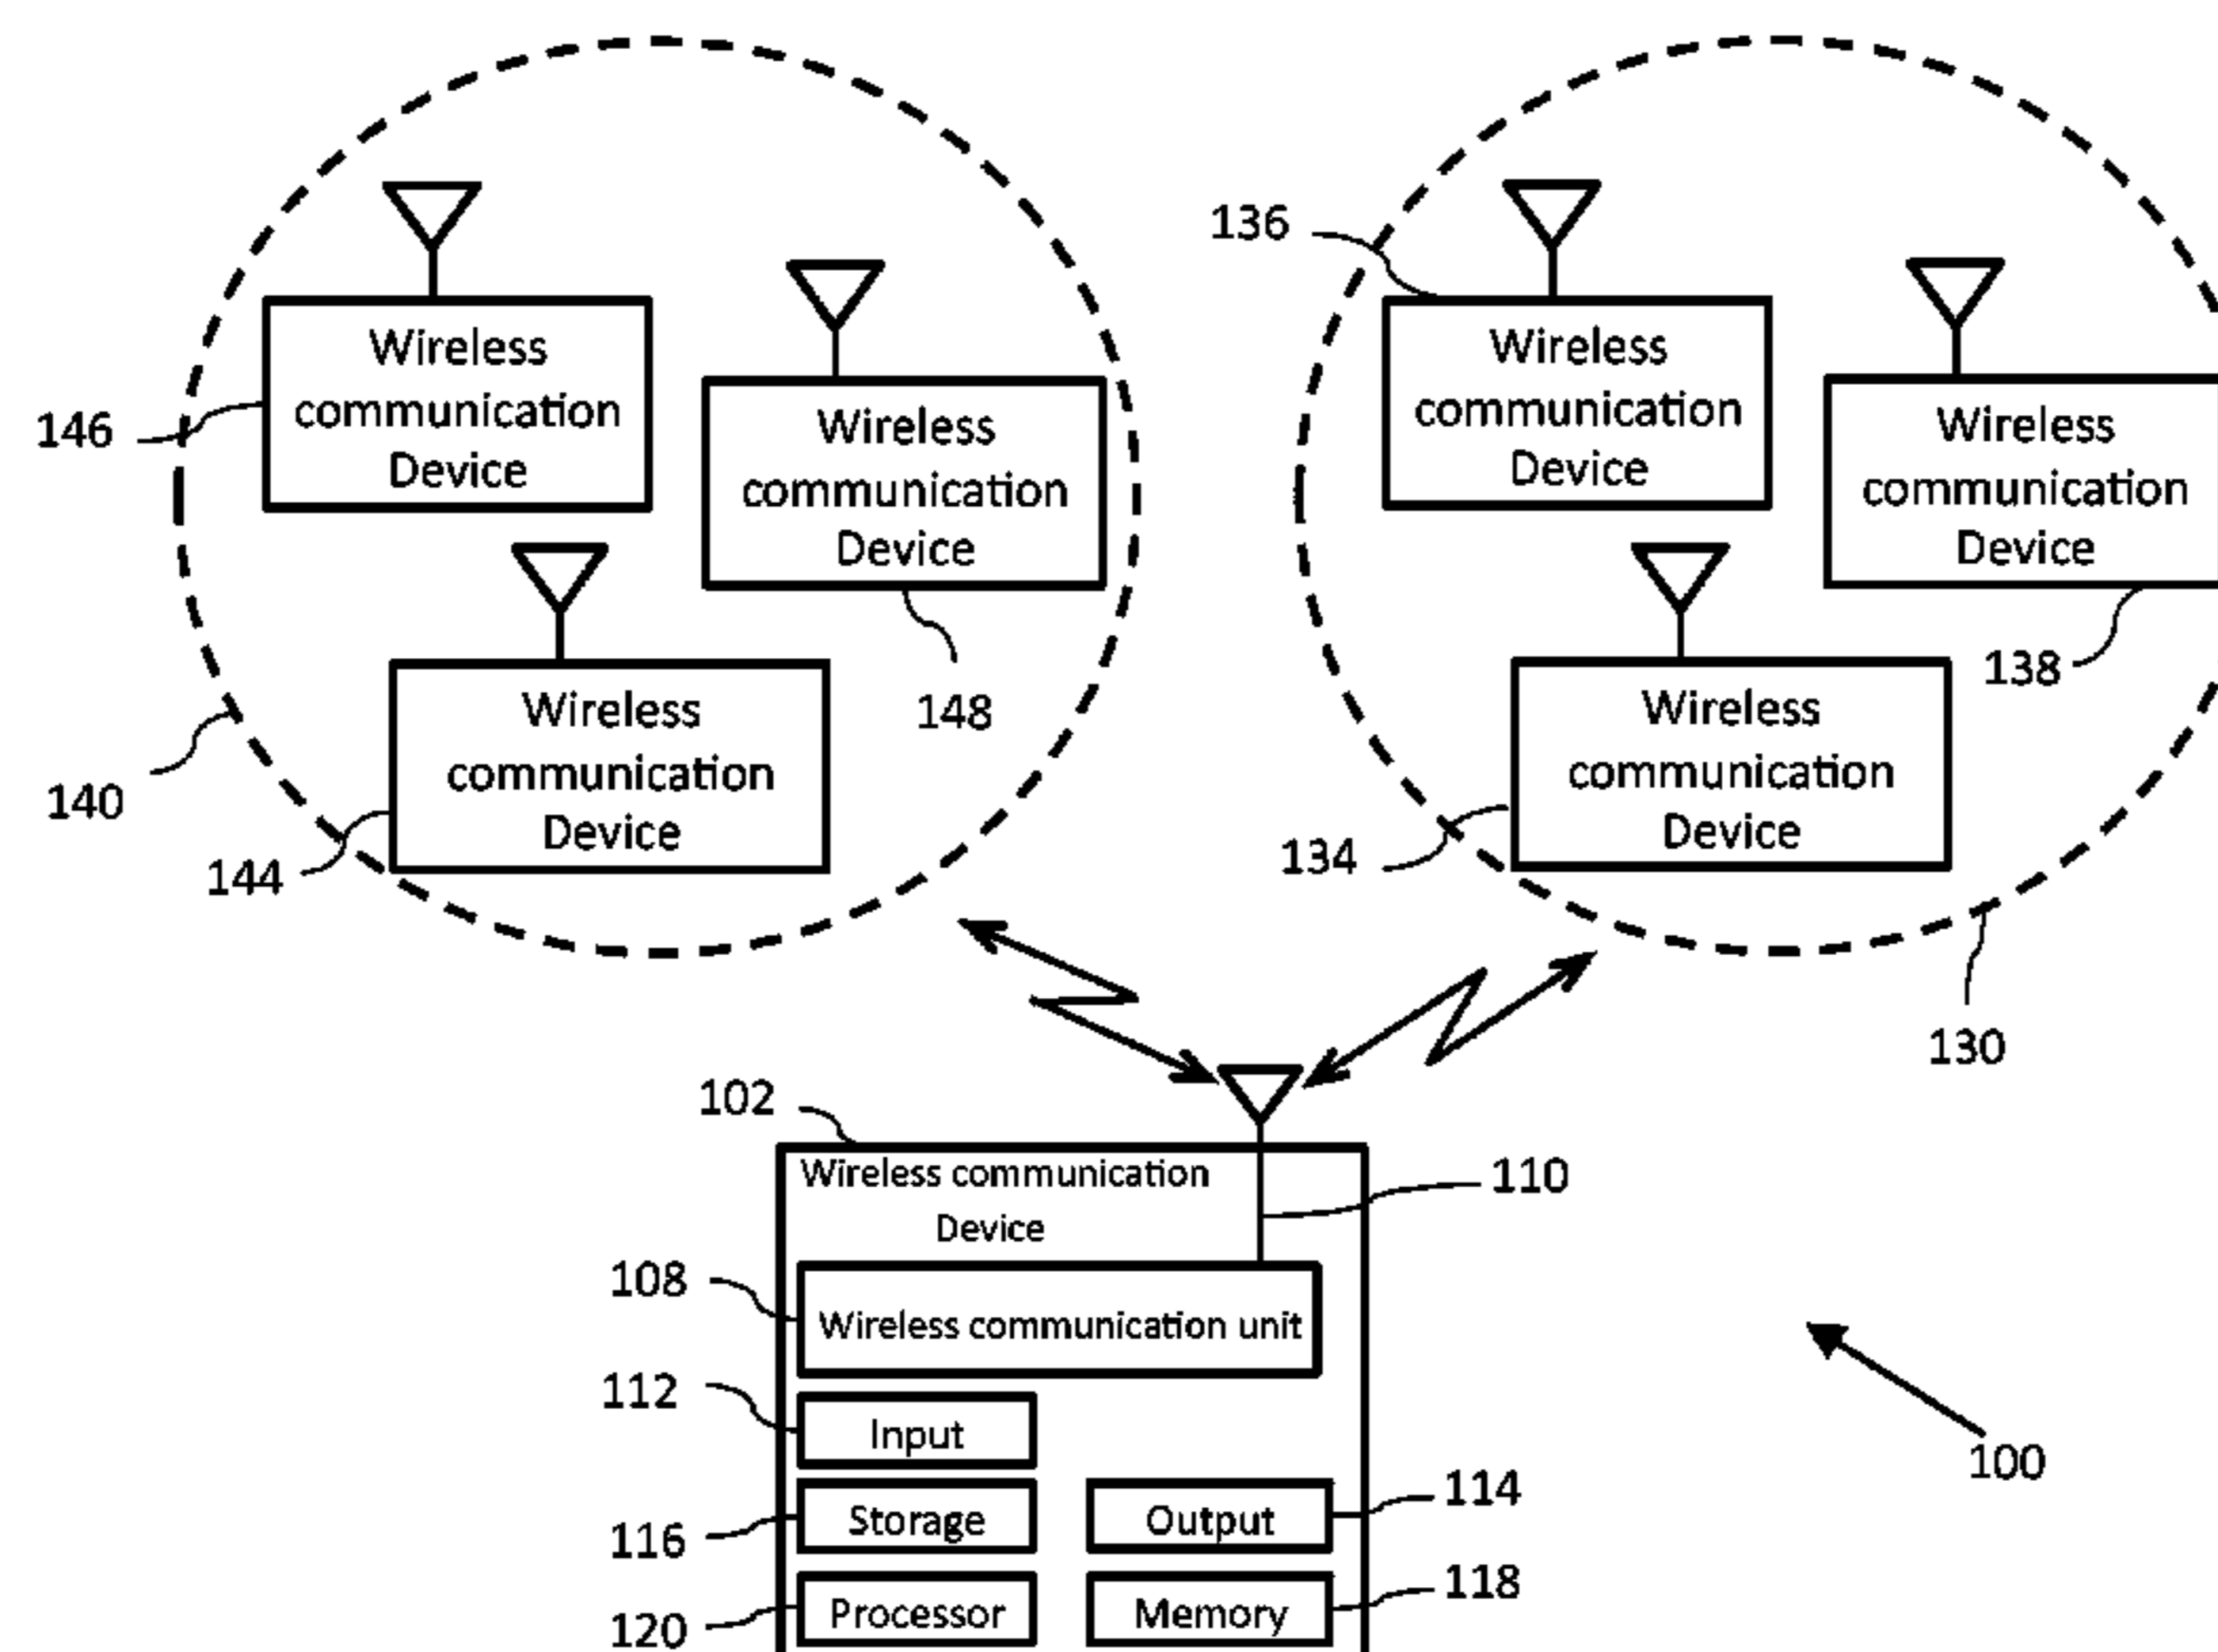 136
Wireless
communication
Device
146
Wireless
communication
Device
148
Wireless
communication
Device
144
140
Wireless
communication
Device
Wireless
communication
Device
138
Wireless
communication
Device
134
130
102
Wireless communication
Device
110
108
Wireless communication unit
112
Input
116
Storage
Output
114
120
Processor
Memory
118
100